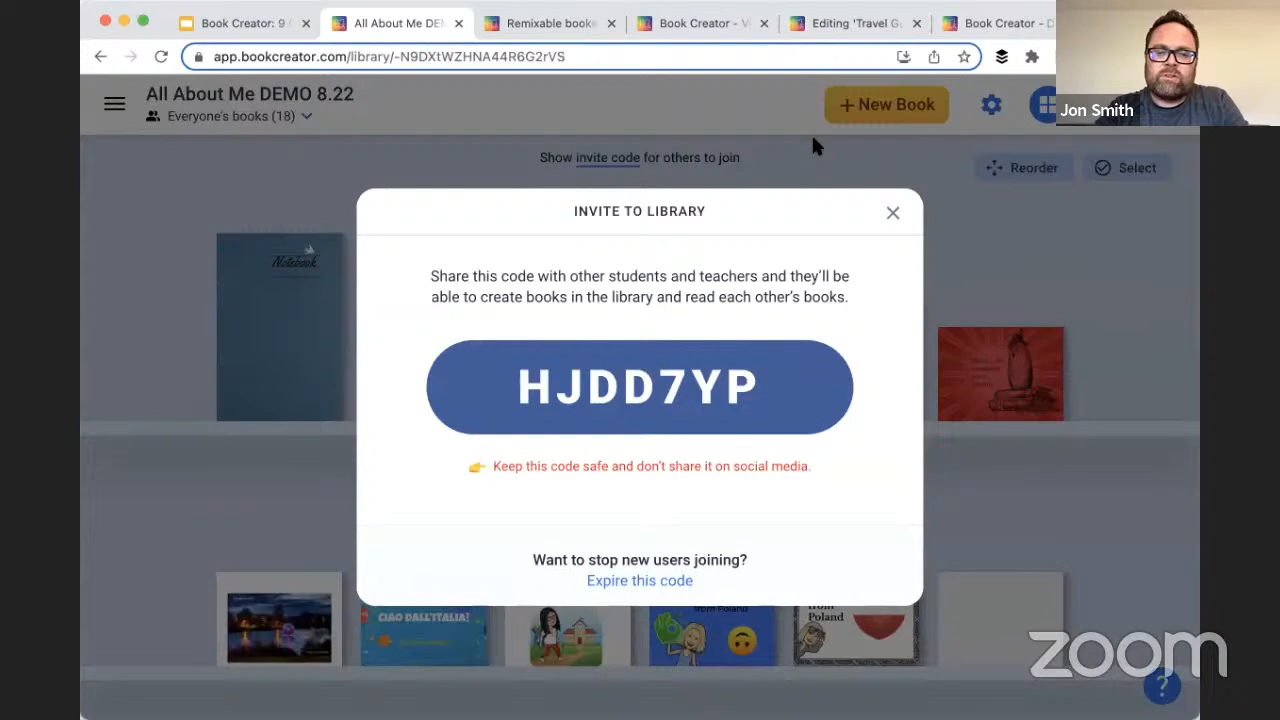 Book Creator: 9
All About Me DEM
Remixable books
Book Creator - V
Editing 'Travel G
Book Creator - D
app.bookcreator.com/library/-N9DXtWZHNA44R6G2rVS
All About Me DEMO 8.22
Everyone's books (18)
+ New Book
Jon Smith
Show invite code for others to join
Reorder
Select
INVITE TO LIBRARY
Notebook
Share this code with other students and teachers and they'll be
able to create books in the library and read each other's books.
HJDD7YP
Keep this code safe and don't share it on social media.
Want to stop new users joining?
Expire this code
CIAO DALL'ITALIA!
from Poland
from
Poland
zoom
?